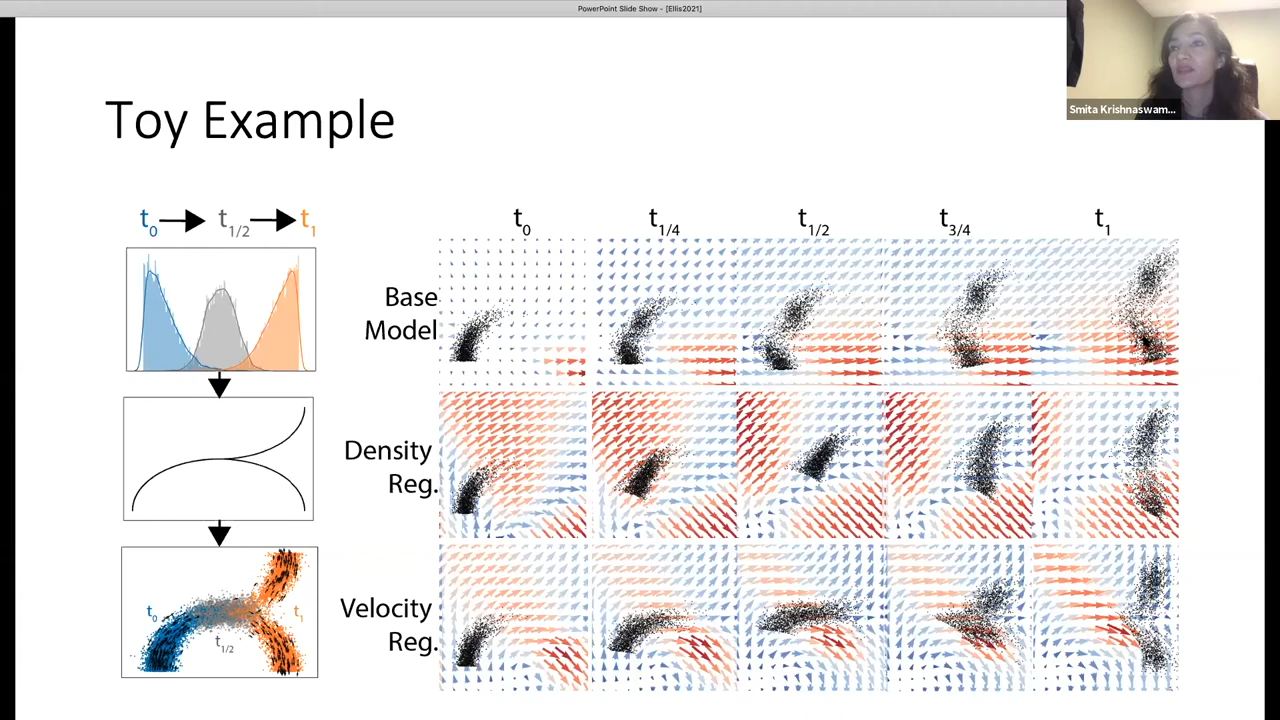 PowerPoint Slide Show - [Ellis2021]
Smita Krishnaswam...
Toy Example
t0 t1/2 t1
t0 t1/4 t1/2 t3/4 t1
Base
Model
Density
Reg.
Velocity
Reg.
t0 t1
t1/2